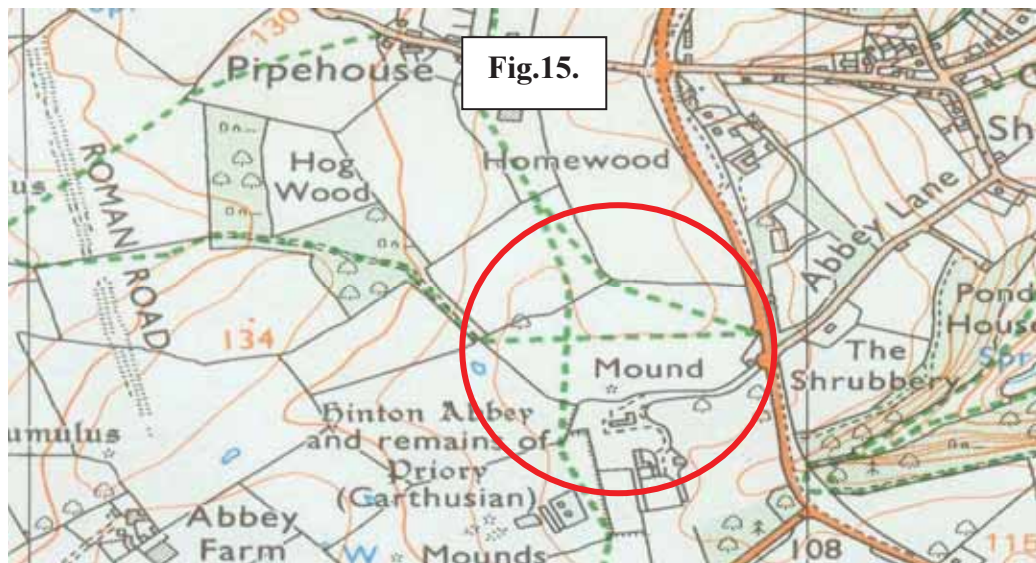 130
Pipehouse
Fig.15.
Hog
Wood
Homewood
Sh
ROMAN
ROAD
Abbey Lane
134
Mound
The
Shrubbery
Pond
House
Spr
Hinton Abbey
and remains of
Priory
(Carthusian)
umulus
Abbey
Farm
W
Mounds
108
115